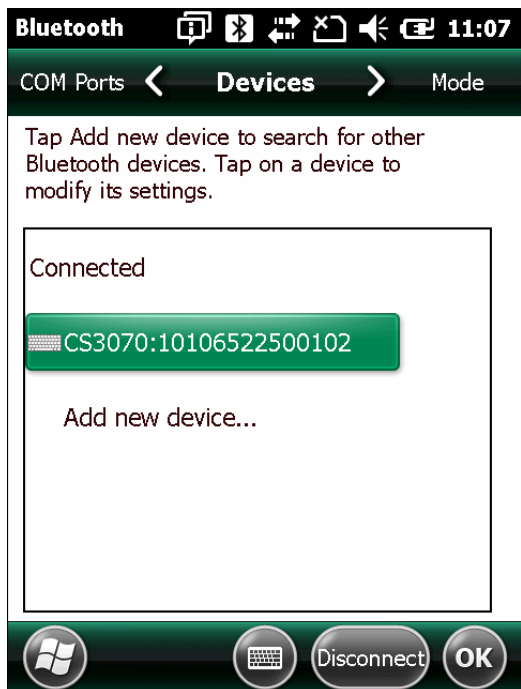 Bluetooth 11:07
COM Ports Devices Mode
Tap Add new device to search for other
Bluetooth devices. Tap on a device to
modify its settings.
Connected
CS3070:10106522500102
Add new device...
Disconnect OK